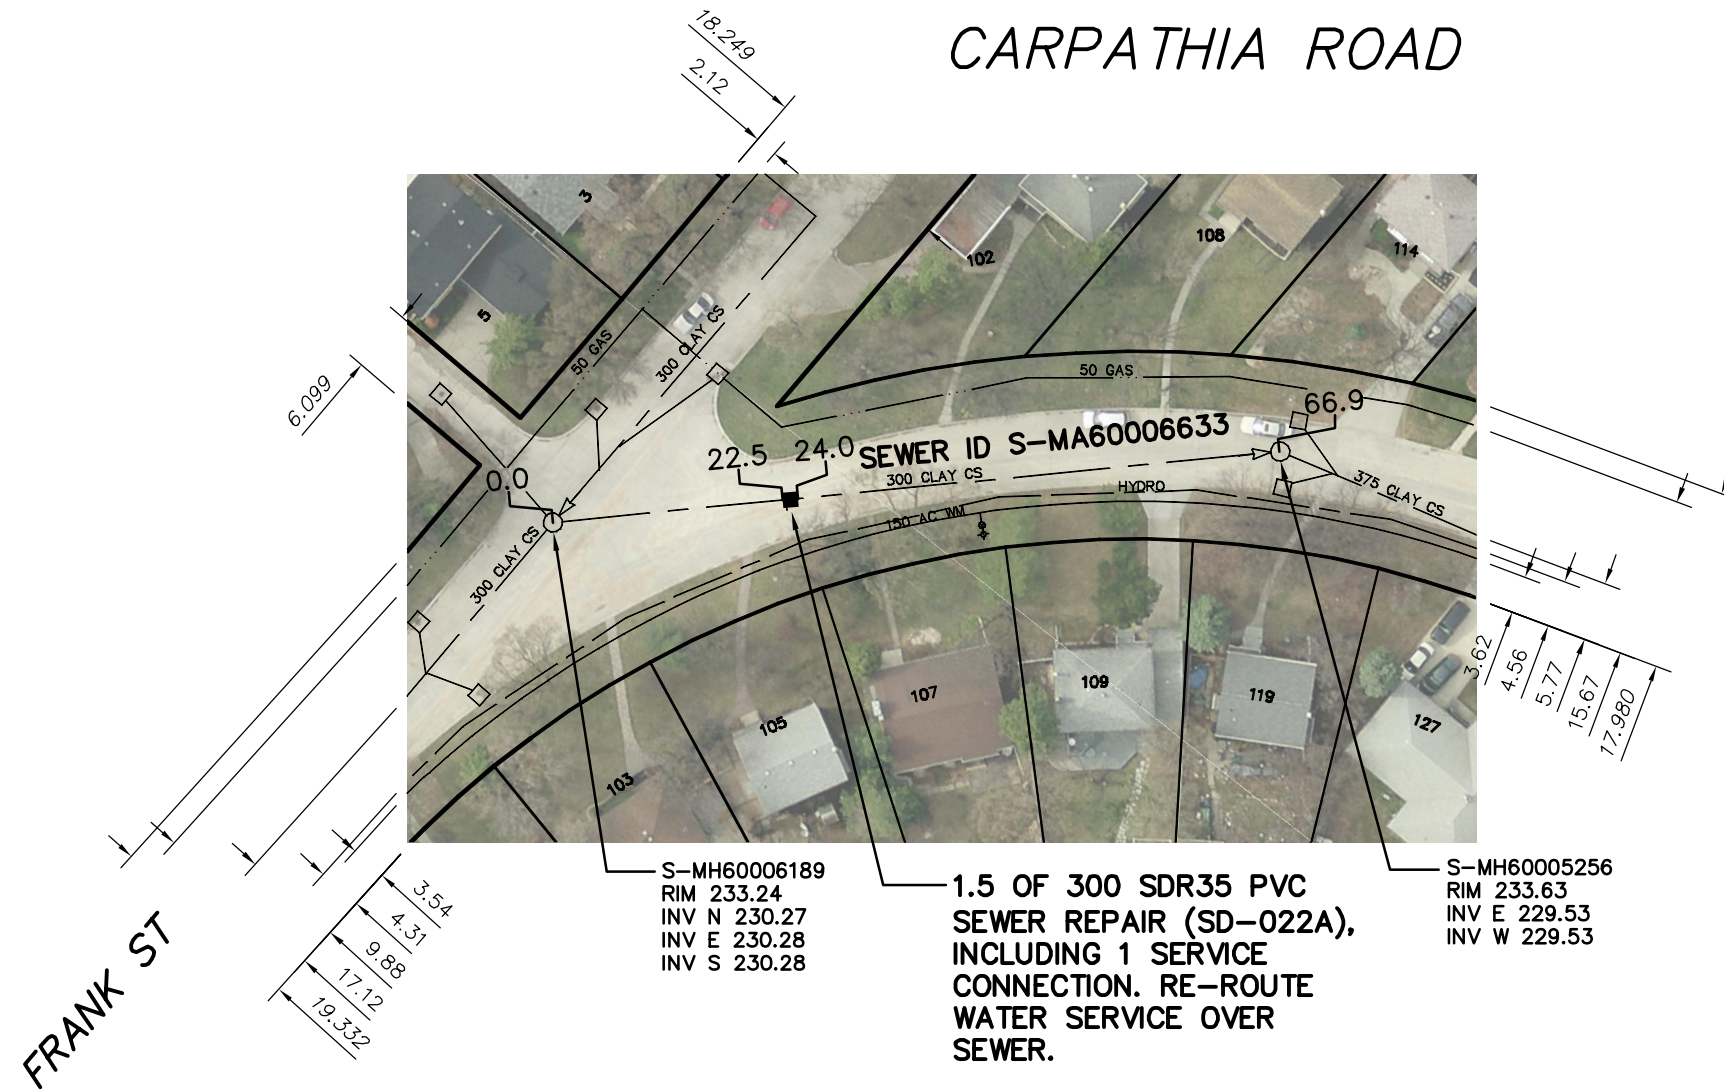 CARPATHIA ROAD
18.249
2.12
6.099
3
5
102
108
114
50 GAS
300 CLAY CS
50 GAS
66.9
0.0
22.5
24.0
SEWER ID S-MA60006633
300 CLAY CS
HYDRO
375 CLAY CS
150 AC WM
300 CLAY CS
103
105
107
109
119
127
3.62
4.56
5.77
15.67
17.980
S-MH60006189
RIM 233.24
INV N 230.27
INV E 230.28
INV S 230.28
1.5 OF 300 SDR35 PVC
SEWER REPAIR (SD-022A),
INCLUDING 1 SERVICE
CONNECTION. RE-ROUTE
WATER SERVICE OVER
SEWER.
S-MH60005256
RIM 233.63
INV E 229.53
INV W 229.53
3.54
4.31
9.88
17.12
19.332
FRANK ST